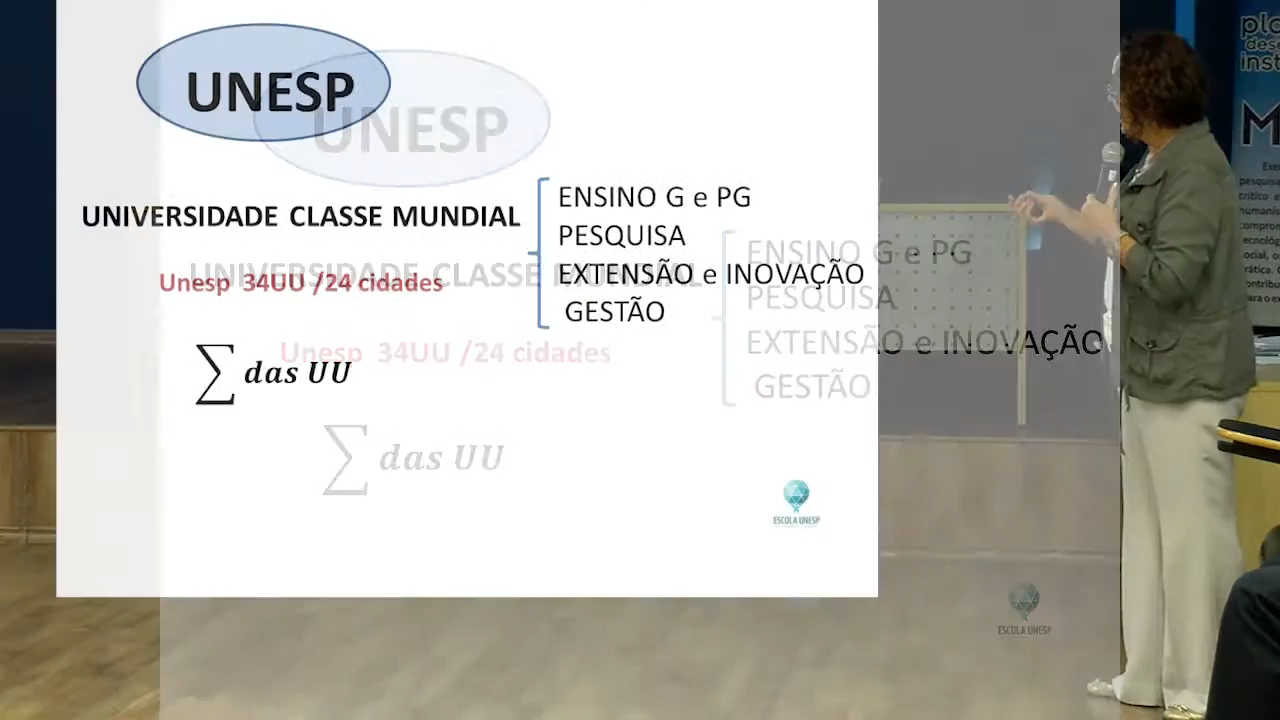 UNESP
UNIVERSIDADE CLASSE MUNDIAL
ENSINO G e PG
PESQUISA
EXTENSÃO e INOVAÇÃO
GESTÃO
Unesp 34UU /24 cidades
∑ das UU
ESCOLA UNESP
UNESP
UNIVERSIDADE CLASSE MUNDIAL
ENSINO G e PG
PESQUISA
EXTENSÃO e INOVAÇÃO
GESTÃO
Unesp 34UU /24 cidades
∑ das UU
ESCOLA UNESP